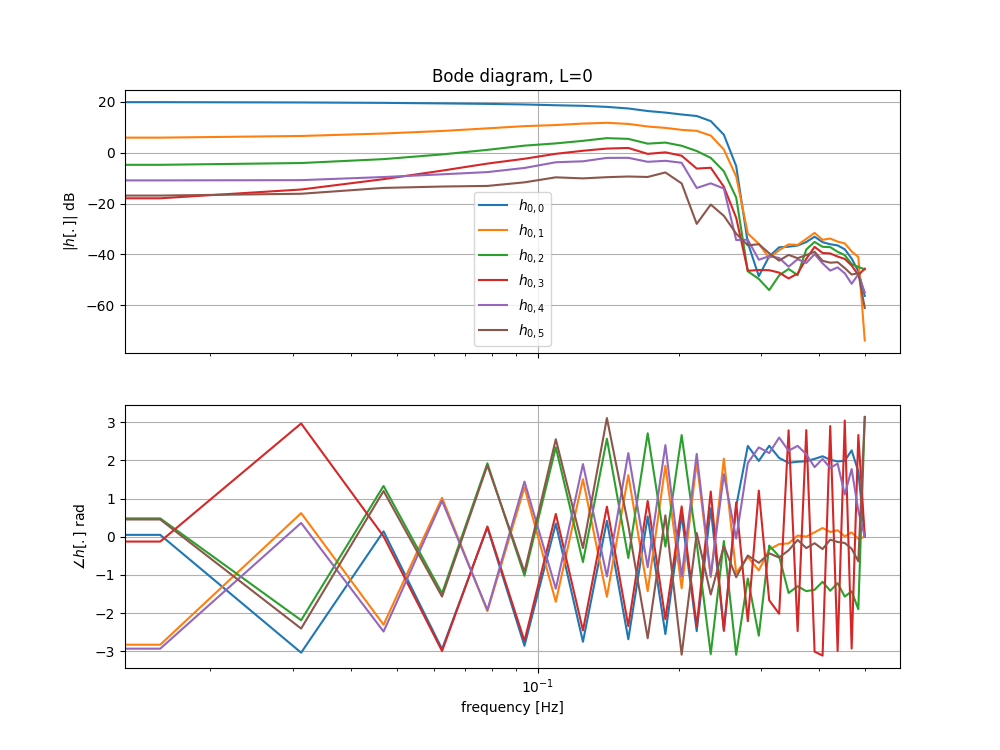 Bode diagram, L=0
|h[.]| dB
20
0
−20
−40
−60
h0,0
h0,1
h0,2
h0,3
h0,4
h0,5
∠h[.] rad
3
2
1
0
−1
−2
−3
10−1
frequency [Hz]